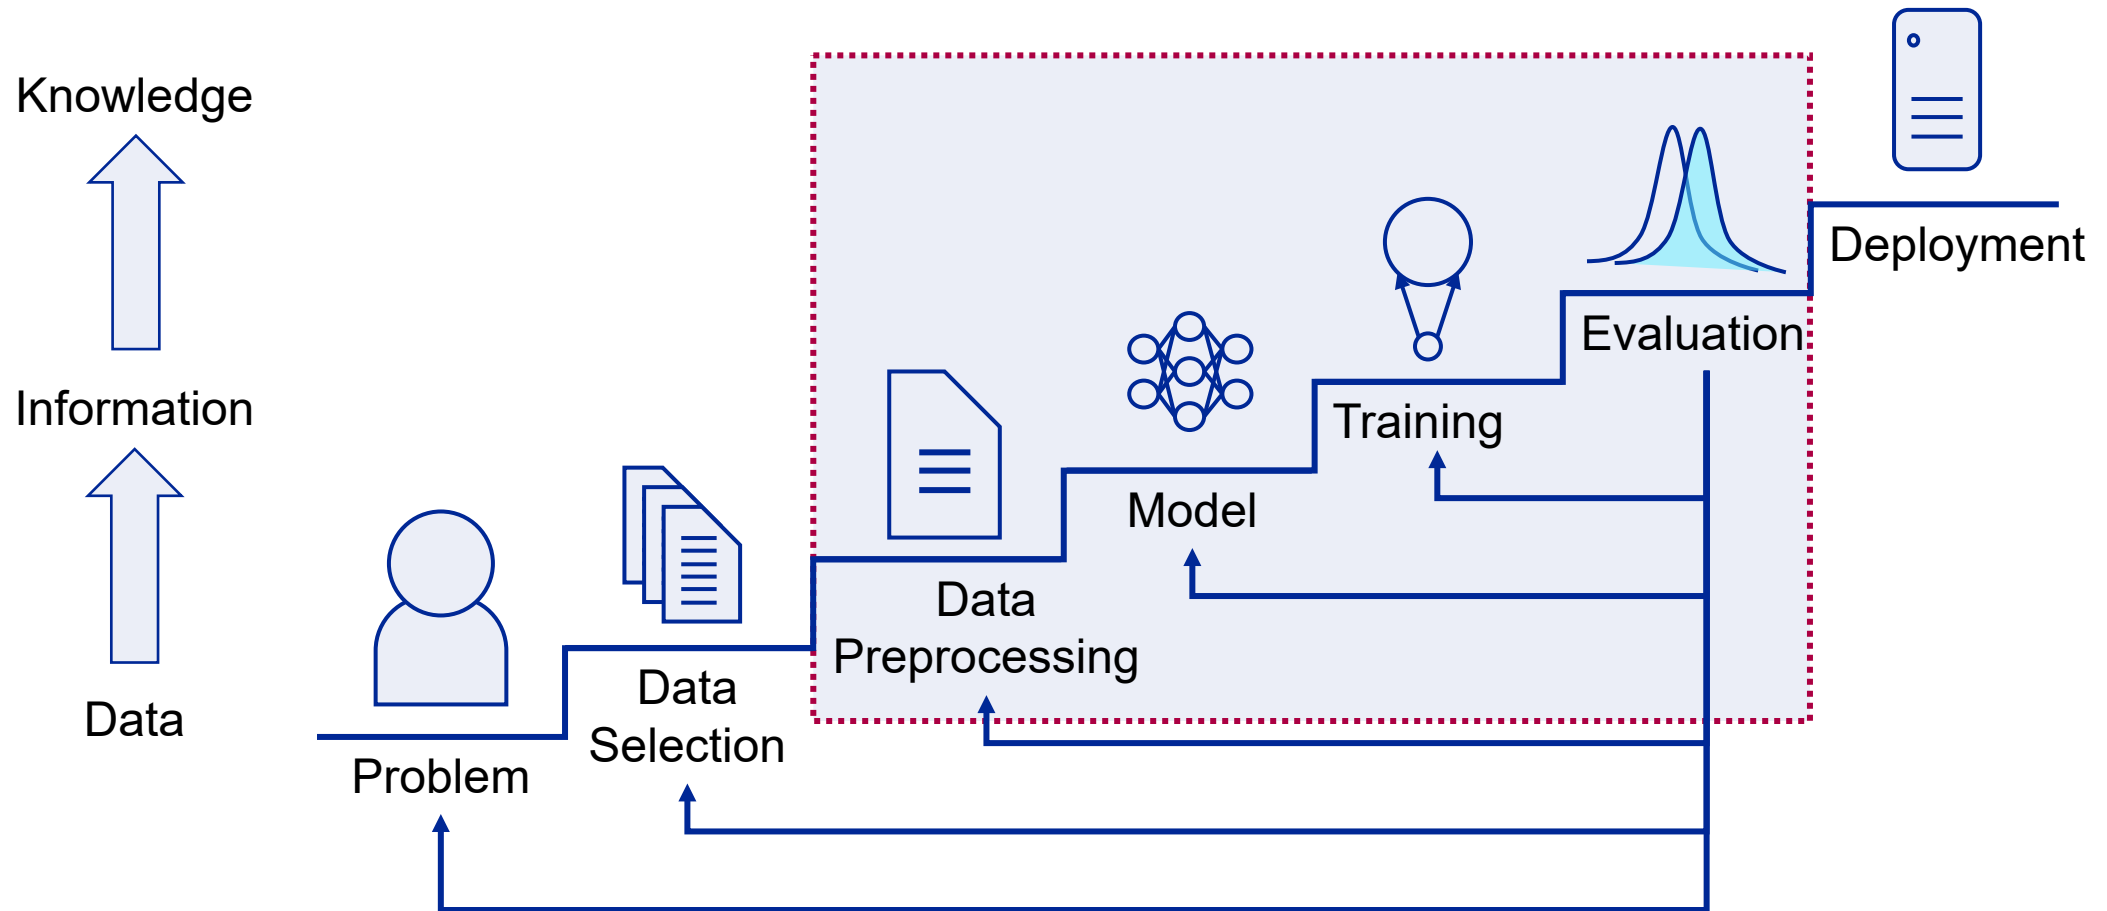 Knowledge
Information
Data
Problem
Data
Selection
Data
Preprocessing
Model
Training
Evaluation
Deployment